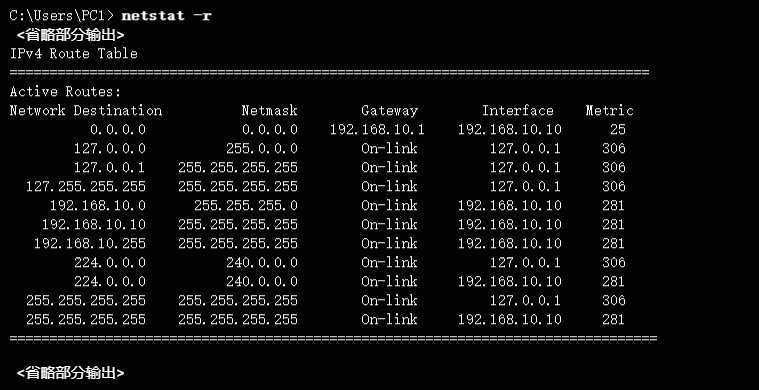 C:\Users\PC1> netstat -r
<省略部分输出>
IPv4 Route Table
===========================================================================
Active Routes:
Network Destination Netmask Gateway Interface Metric
0.0.0.0 0.0.0.0 192.168.10.1 192.168.10.10 25
127.0.0.0 255.0.0.0 On-link 127.0.0.1 306
127.0.0.1 255.255.255.255 On-link 127.0.0.1 306
127.255.255.255 255.255.255.255 On-link 127.0.0.1 306
192.168.10.0 255.255.255.0 On-link 192.168.10.10 281
192.168.10.10 255.255.255.255 On-link 192.168.10.10 281
192.168.10.255 255.255.255.255 On-link 192.168.10.10 281
224.0.0.0 240.0.0.0 On-link 127.0.0.1 306
224.0.0.0 240.0.0.0 On-link 192.168.10.10 281
255.255.255.255 255.255.255.255 On-link 127.0.0.1 306
255.255.255.255 255.255.255.255 On-link 192.168.10.10 281
============================================================================
<省略部分输出>